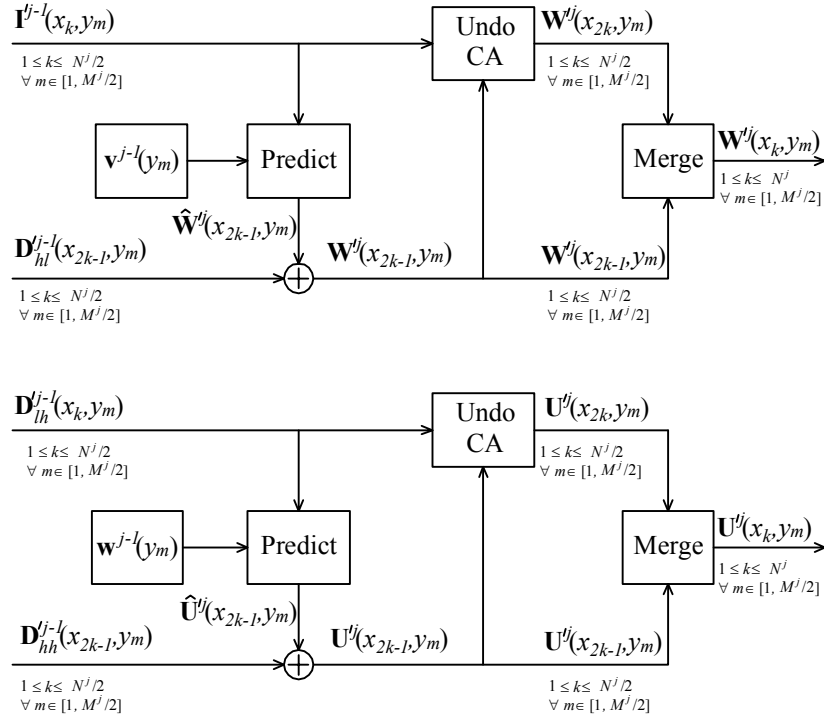 I′ʲ⁻¹(xₖ,yₘ)
1 ≤ k ≤ Nʲ/2
∀ m ∈ [1, Mʲ/2]
Undo
CA
W′ʲ(x₂ₖ,yₘ)
1 ≤ k ≤ Nʲ/2
∀ m ∈ [1, Mʲ/2]
vʲ⁻¹(yₘ)
Predict
Merge
W′ʲ(xₖ,yₘ)
1 ≤ k ≤ Nʲ
∀ m ∈ [1, Mʲ/2]
Ŵ′ʲ(x₂ₖ₋₁,yₘ)
D′ʲ⁻¹ₕₗ(x₂ₖ₋₁,yₘ)
1 ≤ k ≤ Nʲ/2
∀ m ∈ [1, Mʲ/2]
+
W′ʲ(x₂ₖ₋₁,yₘ)
W′ʲ(x₂ₖ₋₁,yₘ)
1 ≤ k ≤ Nʲ/2
∀ m ∈ [1, Mʲ/2]
D′ʲ⁻¹ₗₕ(xₖ,yₘ)
1 ≤ k ≤ Nʲ/2
∀ m ∈ [1, Mʲ/2]
Undo
CA
U′ʲ(x₂ₖ,yₘ)
1 ≤ k ≤ Nʲ/2
∀ m ∈ [1, Mʲ/2]
wʲ⁻¹(yₘ)
Predict
Merge
U′ʲ(xₖ,yₘ)
1 ≤ k ≤ Nʲ
∀ m ∈ [1, Mʲ/2]
Û′ʲ(x₂ₖ₋₁,yₘ)
D′ʲ⁻¹ₕₕ(x₂ₖ₋₁,yₘ)
1 ≤ k ≤ Nʲ/2
∀ m ∈ [1, Mʲ/2]
+
U′ʲ(x₂ₖ₋₁,yₘ)
U′ʲ(x₂ₖ₋₁,yₘ)
1 ≤ k ≤ Nʲ/2
∀ m ∈ [1, Mʲ/2]